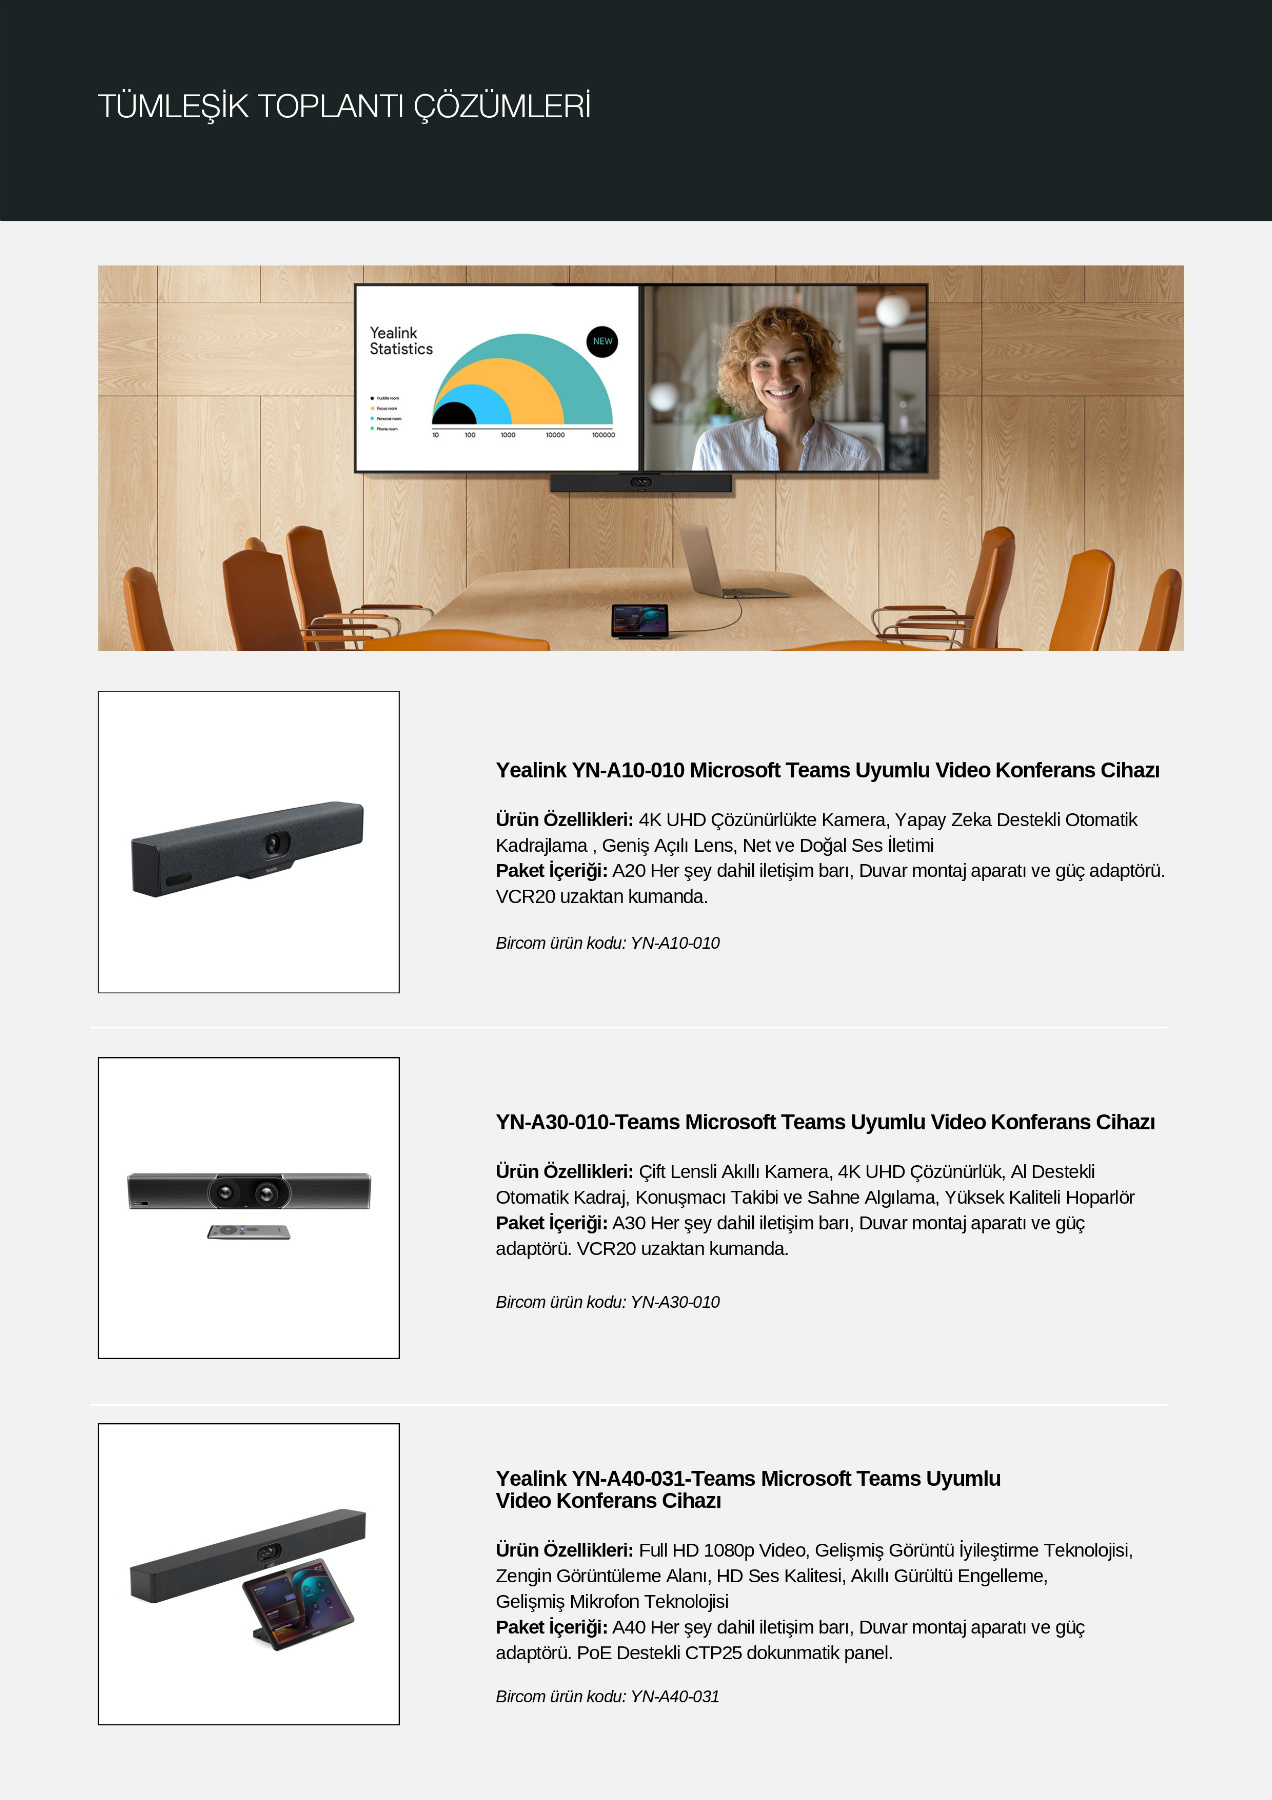 TÜMLEŞİK TOPLANTI ÇÖZÜMLERİ
Yealink
Statistics
NEW
Huddle room
Focus room
Personal room
Phone room
10 100 1000 10000 100000
Yealink YN-A10-010 Microsoft Teams Uyumlu Video Konferans Cihazı
Ürün Özellikleri: 4K UHD Çözünürlükte Kamera, Yapay Zeka Destekli Otomatik
Kadrajlama , Geniş Açılı Lens, Net ve Doğal Ses İletimi
Paket İçeriği: A20 Her şey dahil iletişim barı, Duvar montaj aparatı ve güç adaptörü.
VCR20 uzaktan kumanda.
Bircom ürün kodu: YN-A10-010
YN-A30-010-Teams Microsoft Teams Uyumlu Video Konferans Cihazı
Ürün Özellikleri: Çift Lensli Akıllı Kamera, 4K UHD Çözünürlük, Al Destekli
Otomatik Kadraj, Konuşmacı Takibi ve Sahne Algılama, Yüksek Kaliteli Hoparlör
Paket İçeriği: A30 Her şey dahil iletişim barı, Duvar montaj aparatı ve güç
adaptörü. VCR20 uzaktan kumanda.
Bircom ürün kodu: YN-A30-010
Yealink YN-A40-031-Teams Microsoft Teams Uyumlu
Video Konferans Cihazı
Ürün Özellikleri: Full HD 1080p Video, Gelişmiş Görüntü İyileştirme Teknolojisi,
Zengin Görüntüleme Alanı, HD Ses Kalitesi, Akıllı Gürültü Engelleme,
Gelişmiş Mikrofon Teknolojisi
Paket İçeriği: A40 Her şey dahil iletişim barı, Duvar montaj aparatı ve güç
adaptörü. PoE Destekli CTP25 dokunmatik panel.
Bircom ürün kodu: YN-A40-031